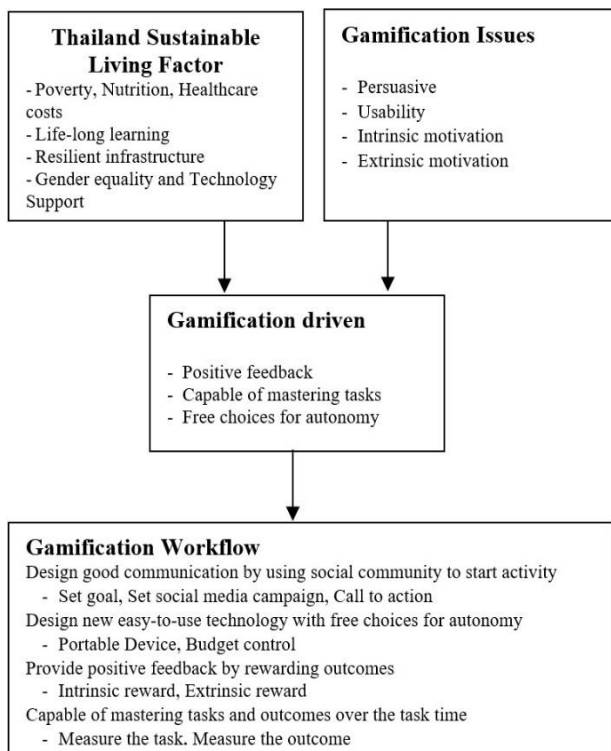 Thailand Sustainable
Living Factor
- Poverty, Nutrition, Healthcare
costs
- Life-long learning
- Resilient infrastructure
- Gender equality and Technology
Support
Gamification Issues
- Persuasive
- Usability
- Intrinsic motivation
- Extrinsic motivation
Gamification driven
- Positive feedback
- Capable of mastering tasks
- Free choices for autonomy
Gamification Workflow
Design good communication by using social community to start activity
- Set goal, Set social media campaign, Call to action
Design new easy-to-use technology with free choices for autonomy
- Portable Device, Budget control
Provide positive feedback by rewarding outcomes
- Intrinsic reward, Extrinsic reward
Capable of mastering tasks and outcomes over the task time
- Measure the task. Measure the outcome